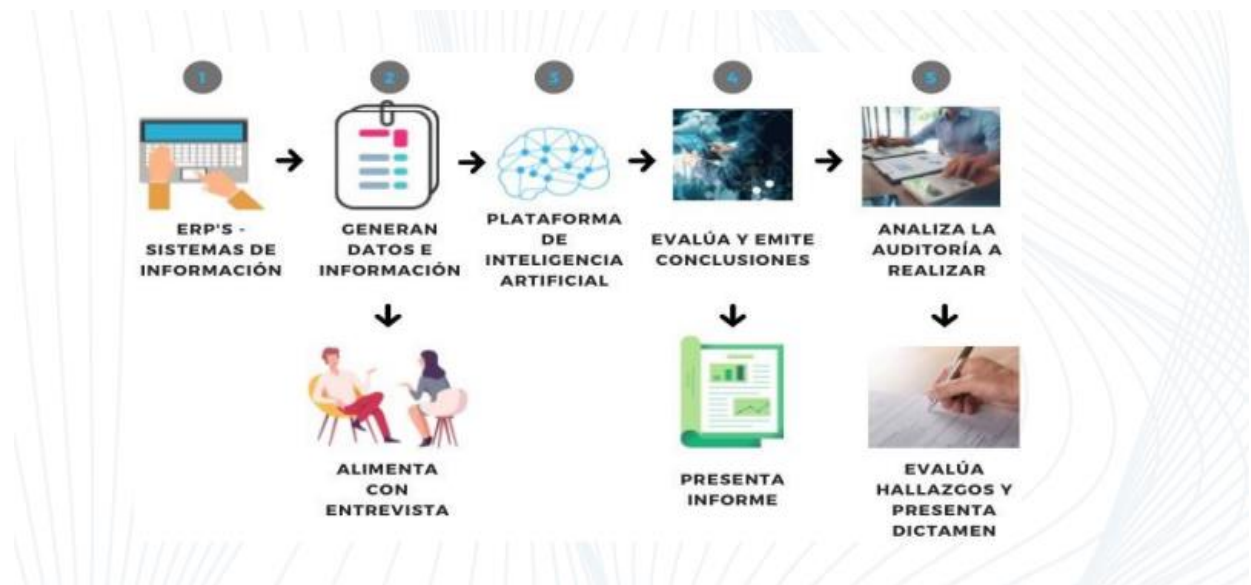 1
2
3
4
5
ERP'S -
SISTEMAS DE
INFORMACIÓN
GENERAN
DATOS E
INFORMACIÓN
PLATAFORMA
DE
INTELIGENCIA
ARTIFICIAL
EVALÚA Y EMITE
CONCLUSIONES
ANALIZA LA
AUDITORÍA A
REALIZAR
ALIMENTA
CON
ENTREVISTA
PRESENTA
INFORME
EVALÚA
HALLAZGOS Y
PRESENTA
DICTAMEN